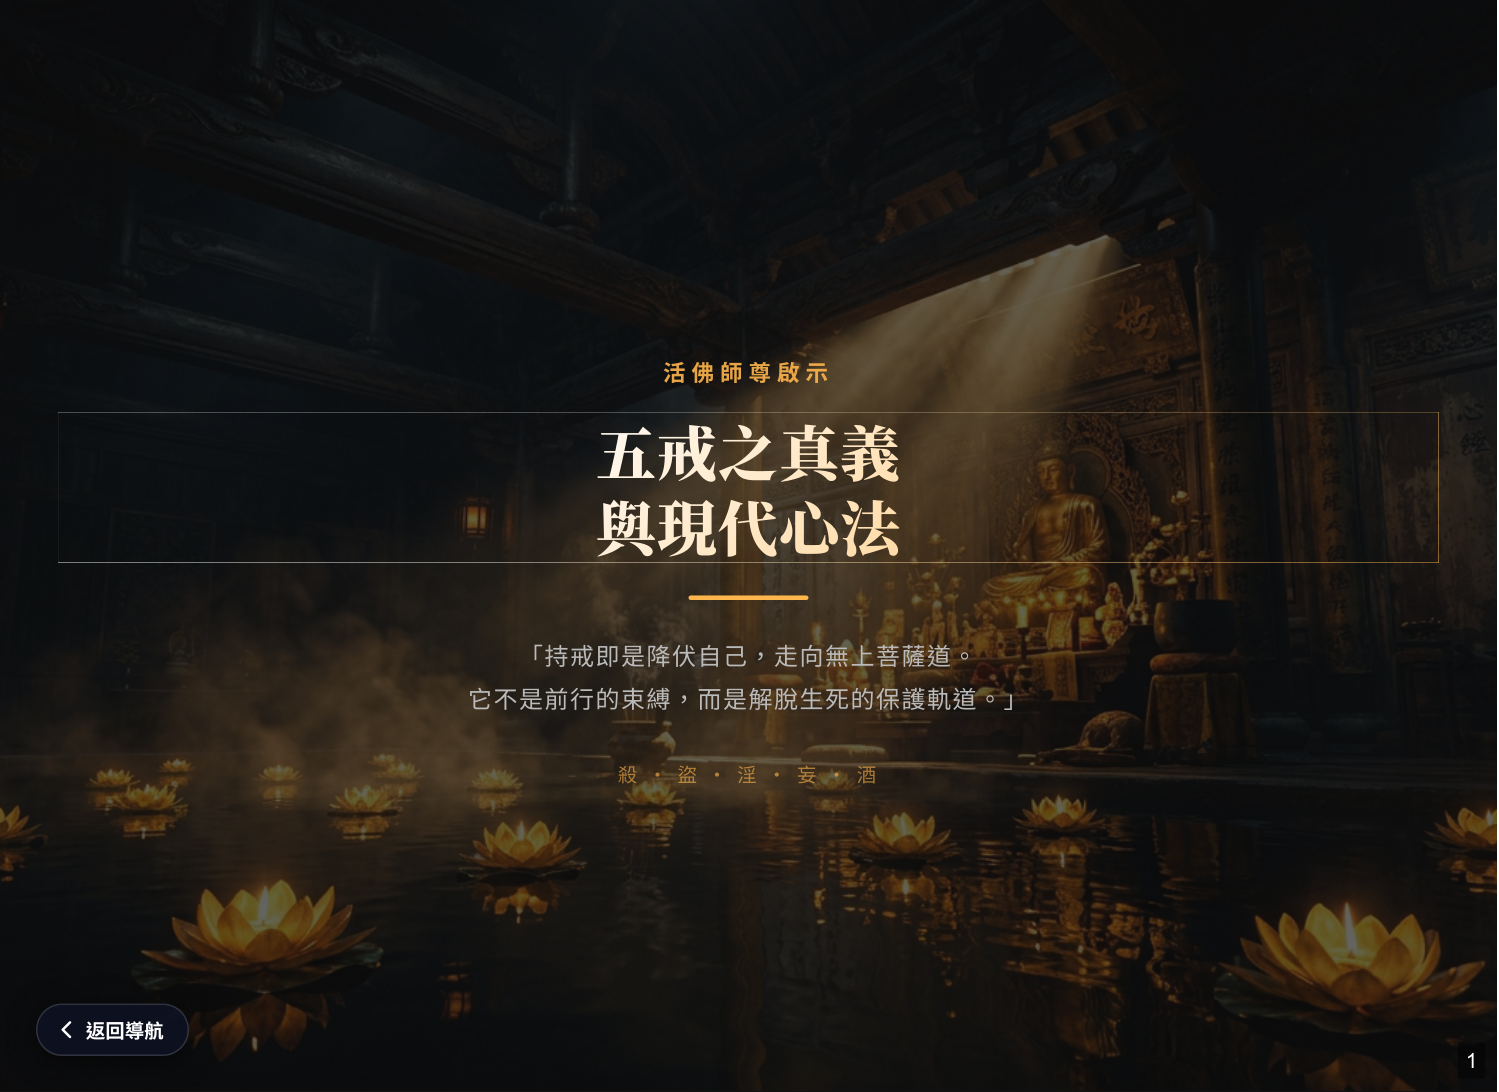 活佛師尊啟示
五戒之真義
與現代心法
「持戒即是降伏自己，走向無上菩薩道。
它不是前行的束縛，而是解脫生死的保護軌道。」
殺・盜・淫・妄・酒
返回導航
1